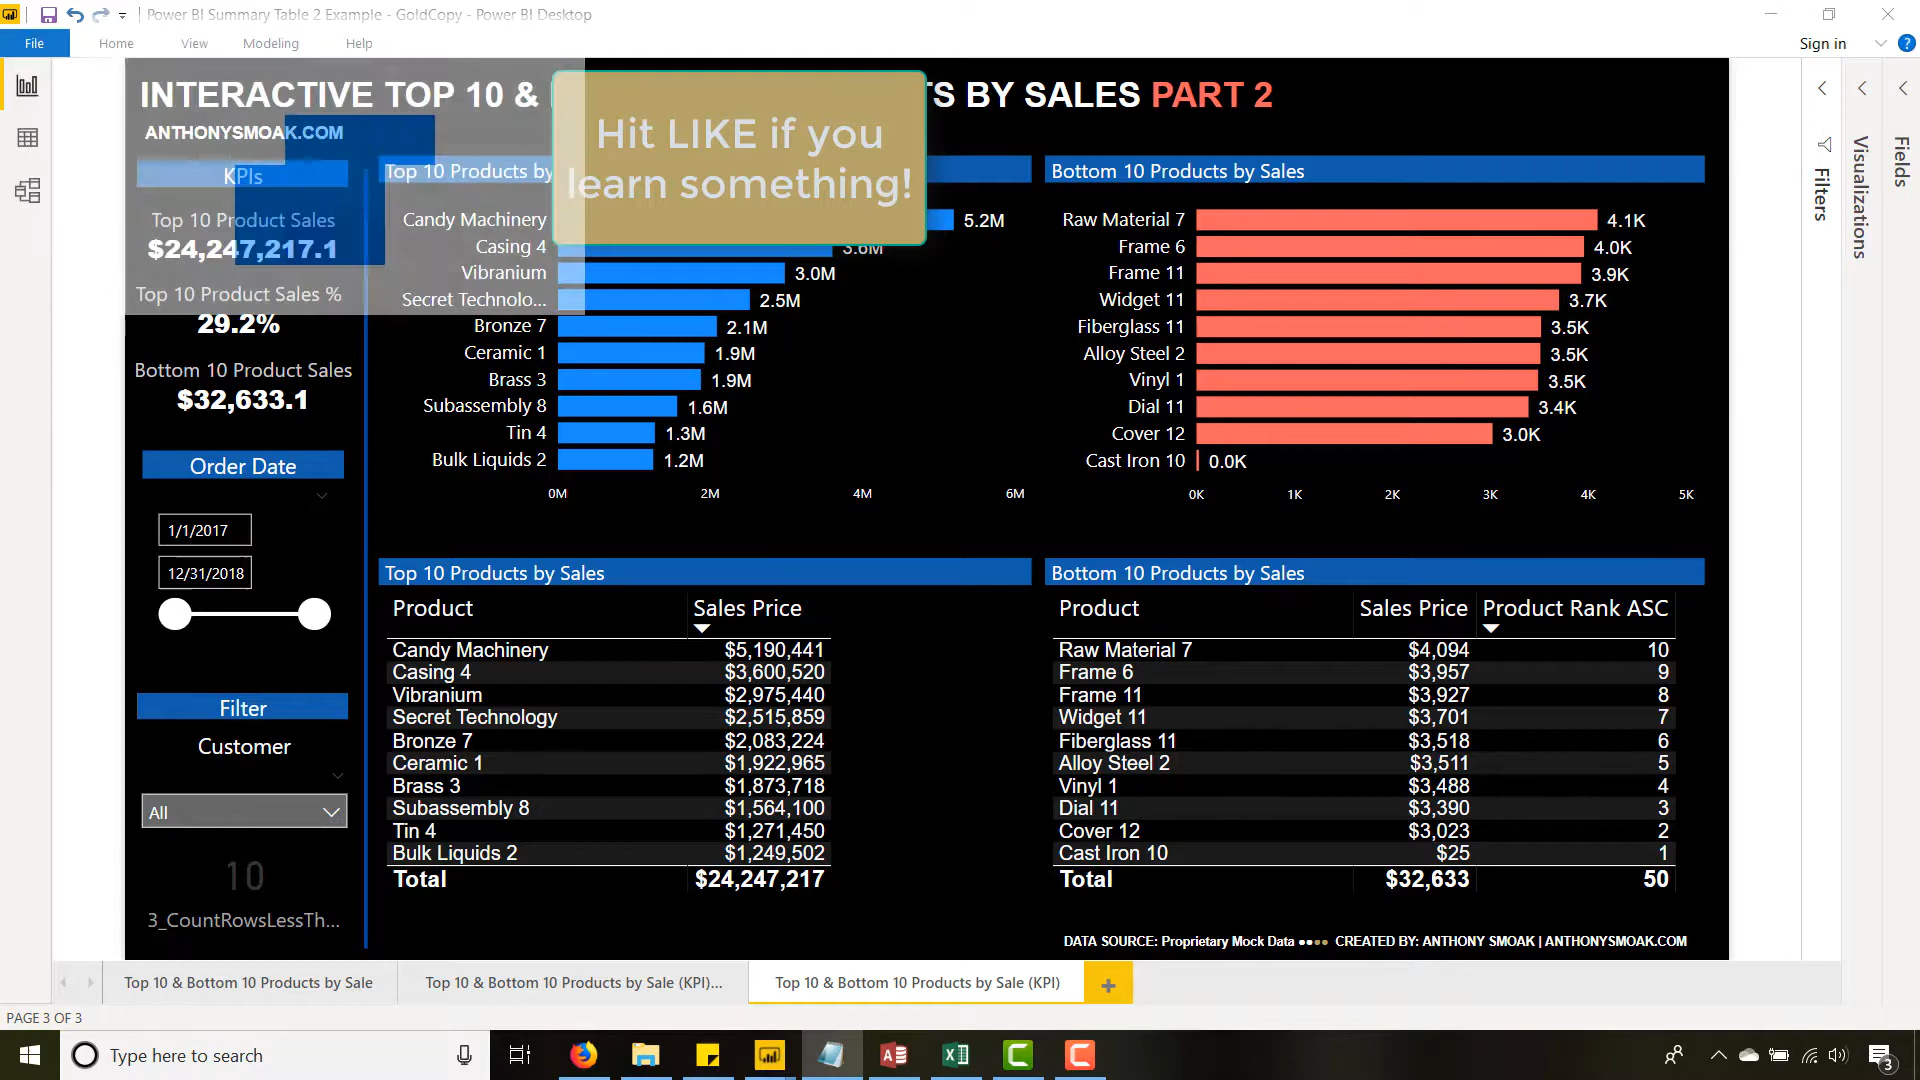 Power BI Summary Table 2 Example - GoldCopy - Power BI Desktop
File Home View Modeling Help
Sign in
?
INTERACTIVE TOP 10 & S BY SALES PART 2
Hit LIKE if you
learn something!
ANTHONYSMOAK.COM
KPIs
Top 10 Product Sales
$24,247,217.1
Top 10 Product Sales %
29.2%
Bottom 10 Product Sales
$32,633.1
Order Date
1/1/2017
12/31/2018
Filter
Customer
All
10
3_CountRowsLessTh...
Top 10 Products by
Candy Machinery 5.2M
Casing 4 3.6M
Vibranium 3.0M
Secret Technolo... 2.5M
Bronze 7 2.1M
Ceramic 1 1.9M
Brass 3 1.9M
Subassembly 8 1.6M
Tin 4 1.3M
Bulk Liquids 2 1.2M
0M 2M 4M 6M
Bottom 10 Products by Sales
Raw Material 7 4.1K
Frame 6 4.0K
Frame 11 3.9K
Widget 11 3.7K
Fiberglass 11 3.5K
Alloy Steel 2 3.5K
Vinyl 1 3.5K
Dial 11 3.4K
Cover 12 3.0K
Cast Iron 10 0.0K
0K 1K 2K 3K 4K 5K
Top 10 Products by Sales
Product Sales Price
Candy Machinery $5,190,441
Casing 4 $3,600,520
Vibranium $2,975,440
Secret Technology $2,515,859
Bronze 7 $2,083,224
Ceramic 1 $1,922,965
Brass 3 $1,873,718
Subassembly 8 $1,564,100
Tin 4 $1,271,450
Bulk Liquids 2 $1,249,502
Total $24,247,217
Bottom 10 Products by Sales
Product Sales Price Product Rank ASC
Raw Material 7 $4,094 10
Frame 6 $3,957 9
Frame 11 $3,927 8
Widget 11 $3,701 7
Fiberglass 11 $3,518 6
Alloy Steel 2 $3,511 5
Vinyl 1 $3,488 4
Dial 11 $3,390 3
Cover 12 $3,023 2
Cast Iron 10 $25 1
Total $32,633 50
DATA SOURCE: Proprietary Mock Data ●●●● CREATED BY: ANTHONY SMOAK | ANTHONYSMOAK.COM
Filters
Visualizations
Fields
Top 10 & Bottom 10 Products by Sale
Top 10 & Bottom 10 Products by Sale (KPI)...
Top 10 & Bottom 10 Products by Sale (KPI)
+
PAGE 3 OF 3
Type here to search
3